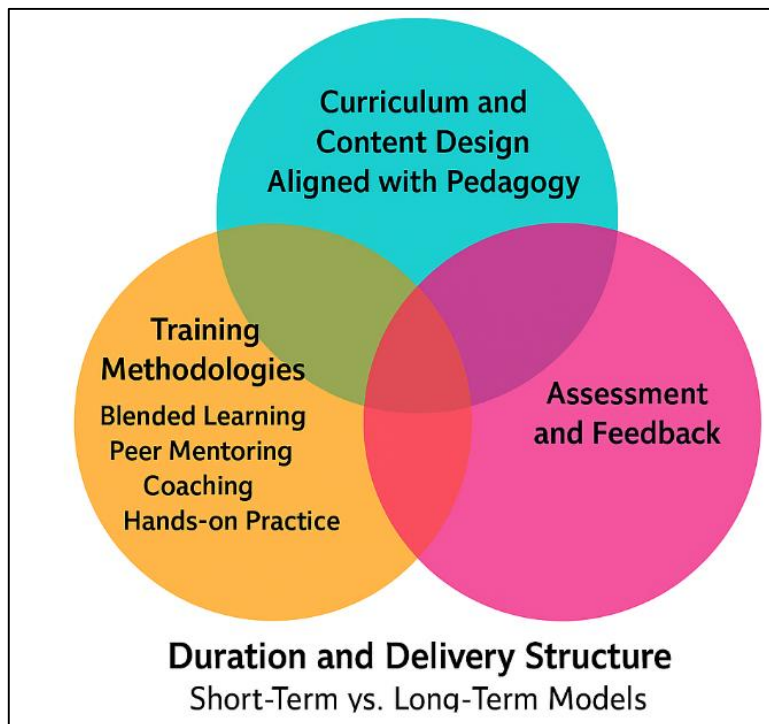 Curriculum and
Content Design
Aligned with Pedagogy
Training
Methodologies
Blended Learning
Peer Mentoring
Coaching
Hands-on Practice
Assessment
and Feedback
Duration and Delivery Structure
Short-Term vs. Long-Term Models